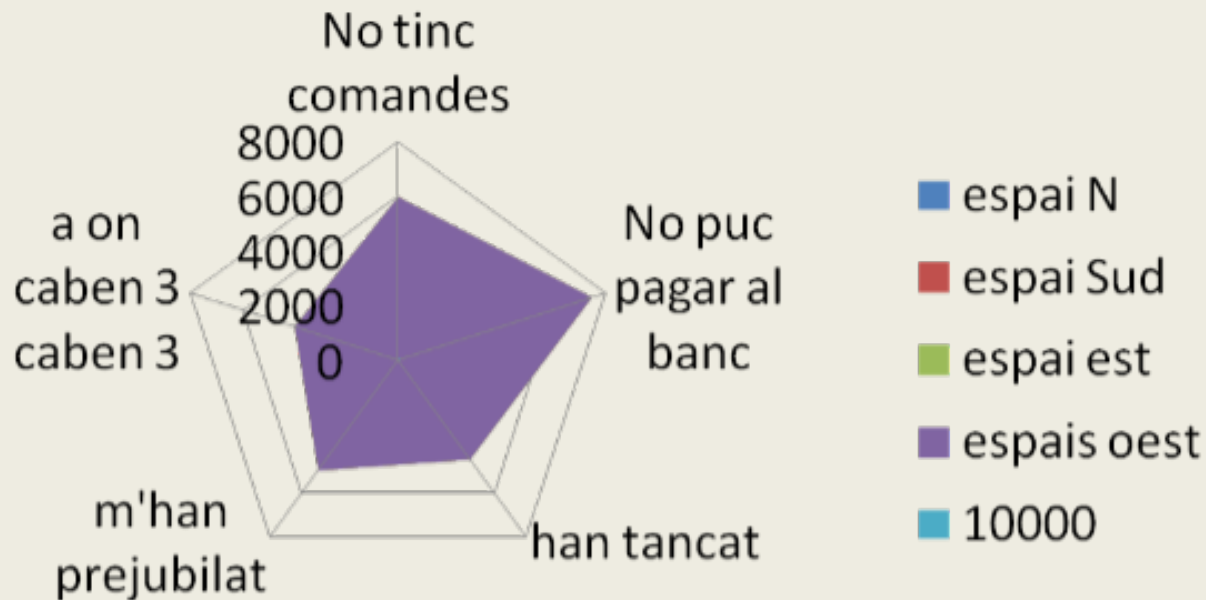 No tinc
comandes
8000
6000
4000
2000
0
No puc
pagar al
banc
han tancat
m'han
prejubilat
a on
caben 3
caben 3
espai N
espai Sud
espai est
espais oest
10000